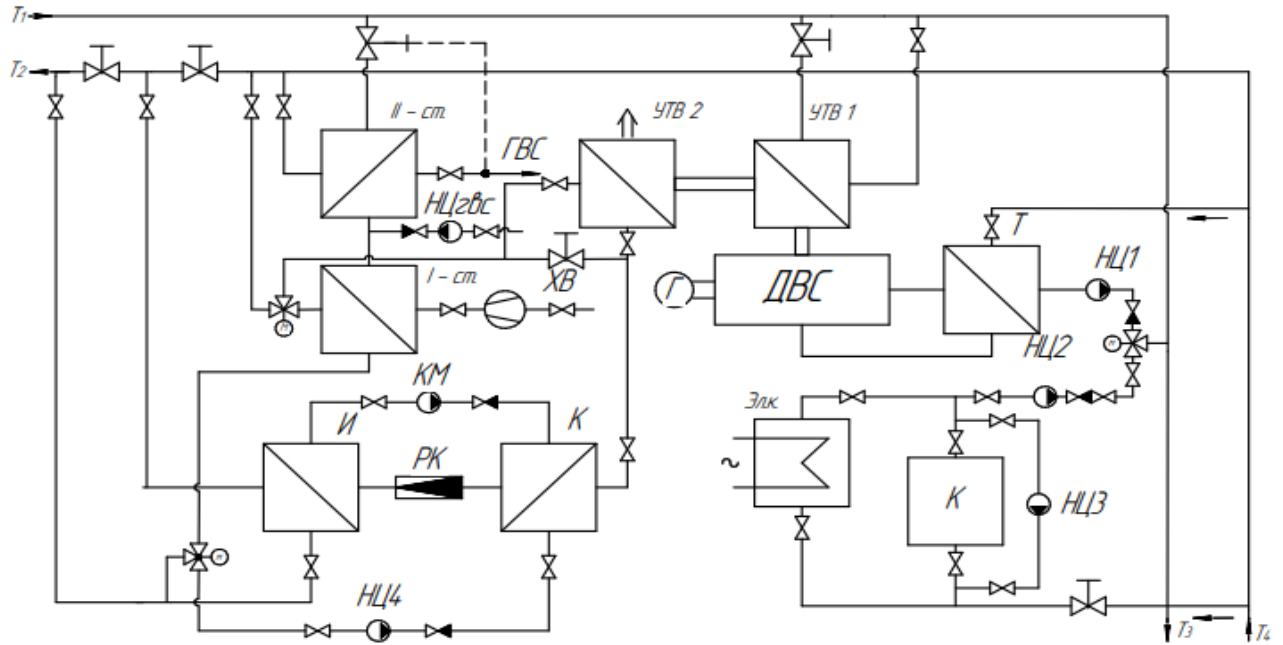 T₁
T₂
II - ст.
УТВ 2
УТВ 1
ГВС
НЦгвс
Т
I - ст.
ХВ
М
Г
ДВС
НЦ1
НЦ2
М
КМ
Элк.
И
РК
К
~
К
НЦ3
М
НЦ4
T₃
T₄